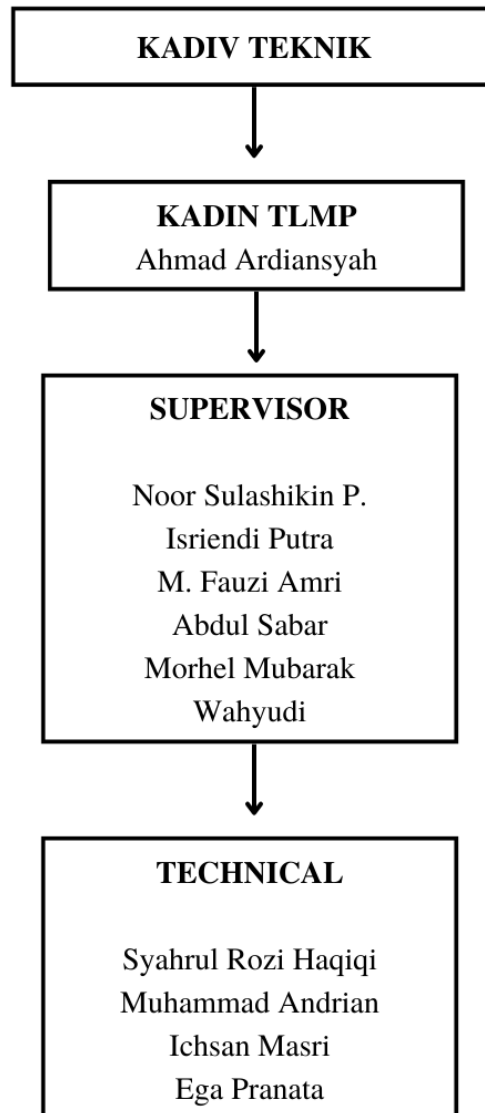 KADIV TEKNIK
KADIN TLMP
Ahmad Ardiansyah
SUPERVISOR
Noor Sulashikin P.
Isriendi Putra
M. Fauzi Amri
Abdul Sabar
Morhel Mubarak
Wahyudi
TECHNICAL
Syahrul Rozi Haqiqi
Muhammad Andrian
Ichsan Masri
Ega Pranata